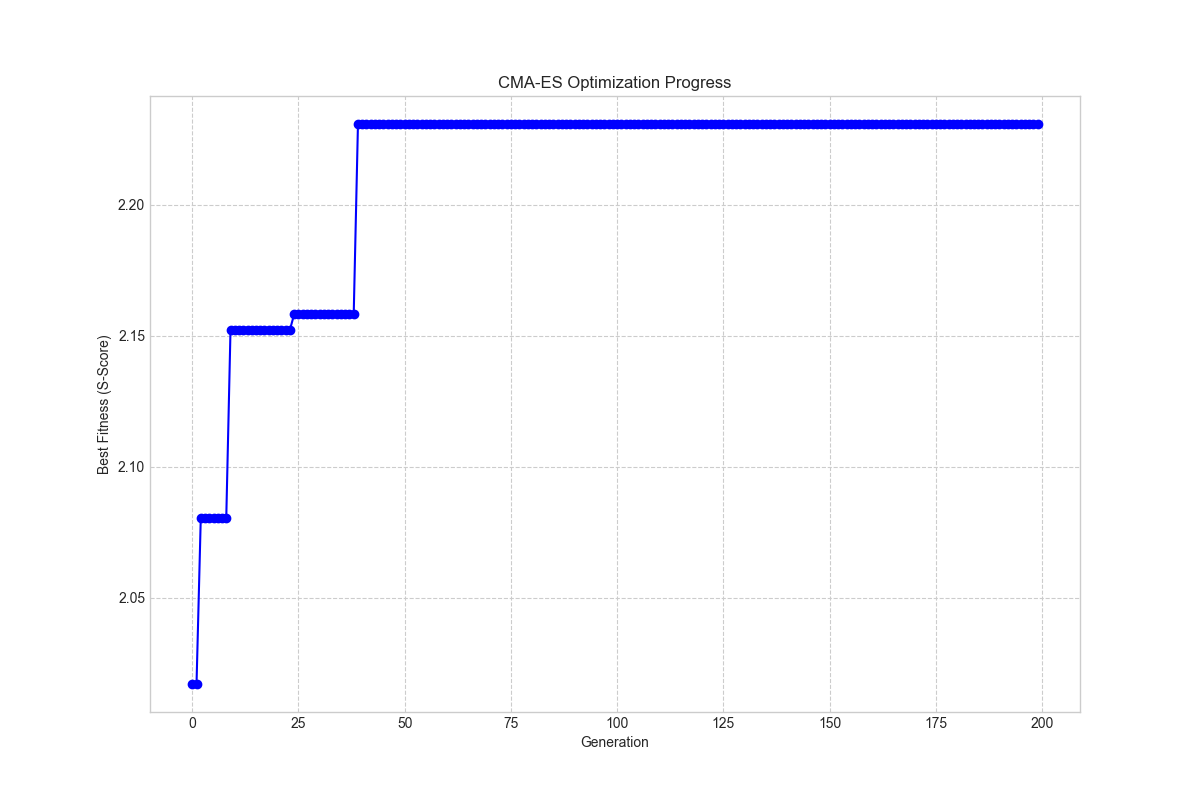 CMA-ES Optimization Progress
Best Fitness (S-Score)
2.20
2.15
2.10
2.05
0 25 50 75 100 125 150 175 200
Generation